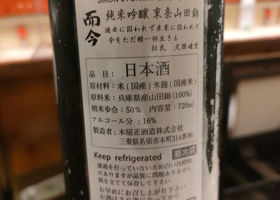 而今
純米吟醸 東条山田錦
過去に囚われず未来に囚われず
今をただ精一杯生きる
杜氏 大西唯克
品目:日本酒
原材料:米(国産)米麹(国産米)
原料米:兵庫県産山田錦(100%)
精米歩合:50% 内容量:720ml
アルコール分:16%
製造者:木屋正酒造株式会社
三重県名張市本町314番地
Keep refrigerated 要冷蔵